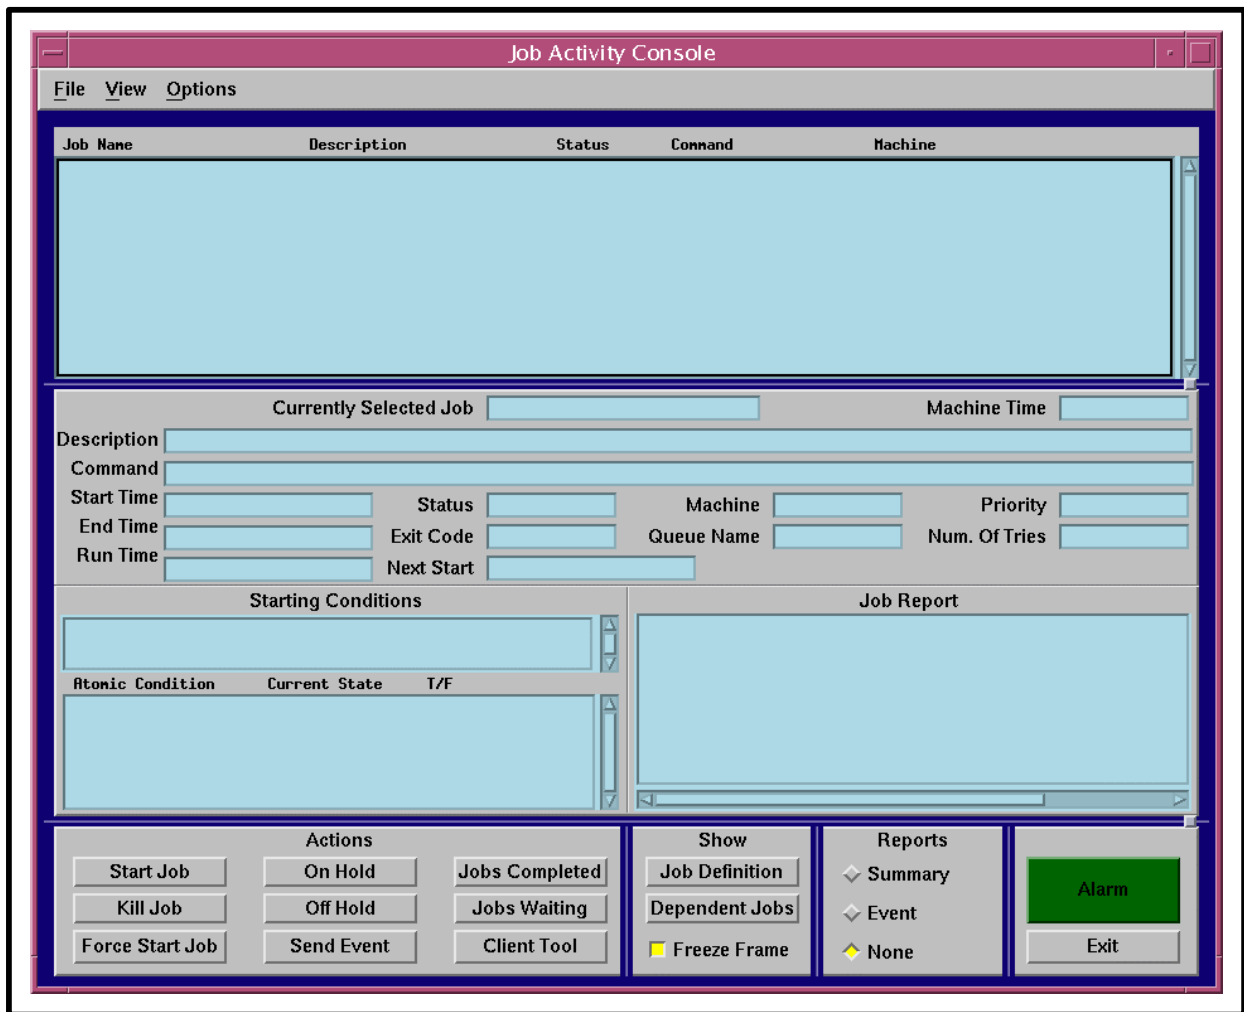 Job Activity Console
File View Options
Job Name Description Status Command Machine
Currently Selected Job Machine Time
Description
Command
Start Time Status Machine Priority
End Time Exit Code Queue Name Num. Of Tries
Run Time Next Start
Starting Conditions Job Report
Atomic Condition Current State T/F
Actions Show Reports
Start Job On Hold Jobs Completed Job Definition Summary Alarm
Kill Job Off Hold Jobs Waiting Dependent Jobs Event
Force Start Job Send Event Client Tool Freeze Frame None Exit